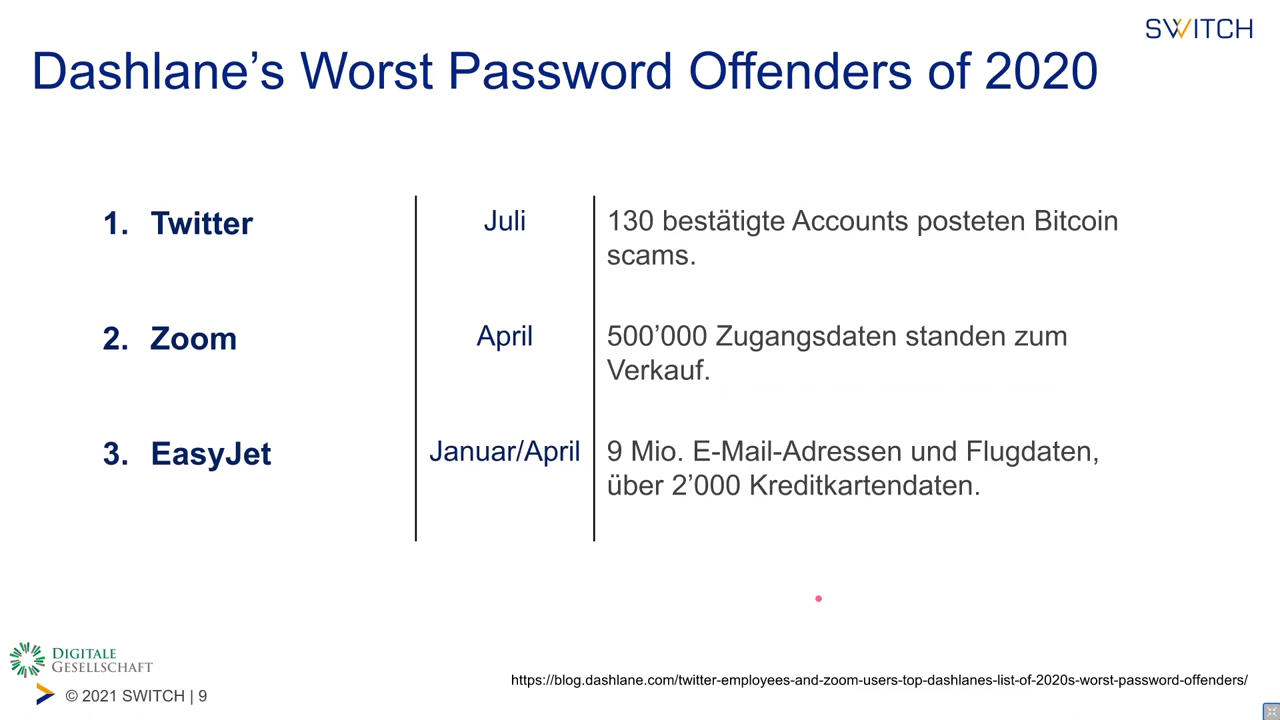 SWITCH
Dashlane’s Worst Password Offenders of 2020
1. Twitter
Juli
130 bestätigte Accounts posteten Bitcoin
scams.
2. Zoom
April
500’000 Zugangsdaten standen zum
Verkauf.
3. EasyJet
Januar/April
9 Mio. E-Mail-Adressen und Flugdaten,
über 2’000 Kreditkartendaten.
DIGITALE
GESELLSCHAFT
© 2021 SWITCH | 9
https://blog.dashlane.com/twitter-employees-and-zoom-users-top-dashlanes-list-of-2020s-worst-password-offenders/